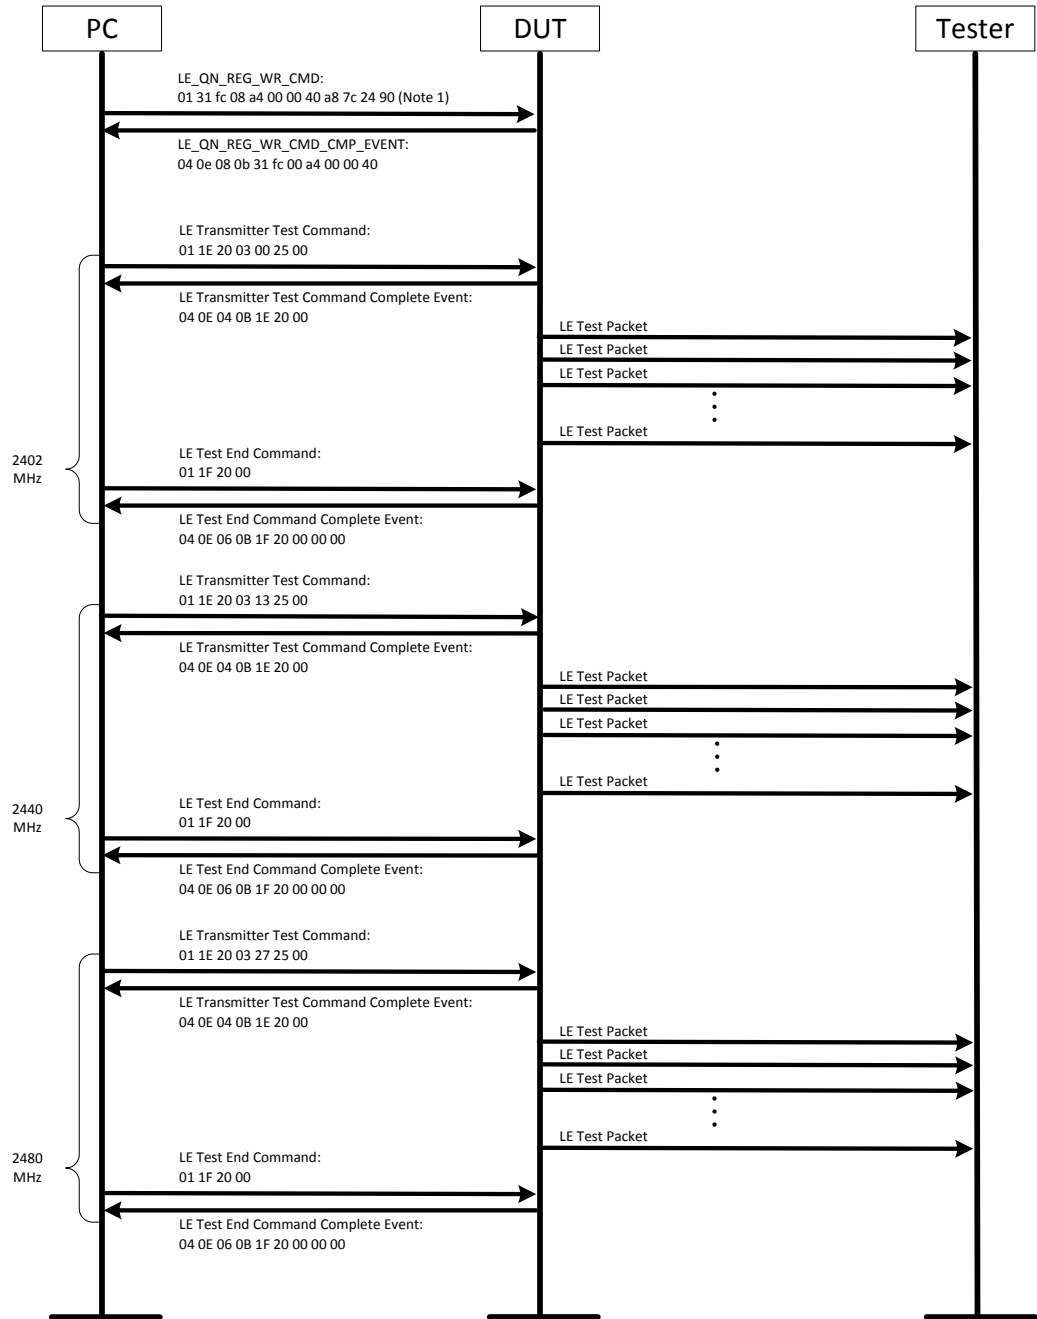 PC
DUT
Tester
LE_QN_REG_WR_CMD:
01 31 fc 08 a4 00 00 40 a8 7c 24 90 (Note 1)
LE_QN_REG_WR_CMD_CMP_EVENT:
04 0e 08 0b 31 fc 00 a4 00 00 40
LE Transmitter Test Command:
01 1E 20 03 00 25 00
LE Transmitter Test Command Complete Event:
04 0E 04 0B 1E 20 00
LE Test Packet
LE Test Packet
LE Test Packet
LE Test Packet
2402
MHz
LE Test End Command:
01 1F 20 00
LE Test End Command Complete Event:
04 0E 06 0B 1F 20 00 00 00
LE Transmitter Test Command:
01 1E 20 03 13 25 00
LE Transmitter Test Command Complete Event:
04 0E 04 0B 1E 20 00
LE Test Packet
LE Test Packet
LE Test Packet
LE Test Packet
2440
MHz
LE Test End Command:
01 1F 20 00
LE Test End Command Complete Event:
04 0E 06 0B 1F 20 00 00 00
LE Transmitter Test Command:
01 1E 20 03 27 25 00
LE Transmitter Test Command Complete Event:
04 0E 04 0B 1E 20 00
LE Test Packet
LE Test Packet
LE Test Packet
LE Test Packet
2480
MHz
LE Test End Command:
01 1F 20 00
LE Test End Command Complete Event:
04 0E 06 0B 1F 20 00 00 00